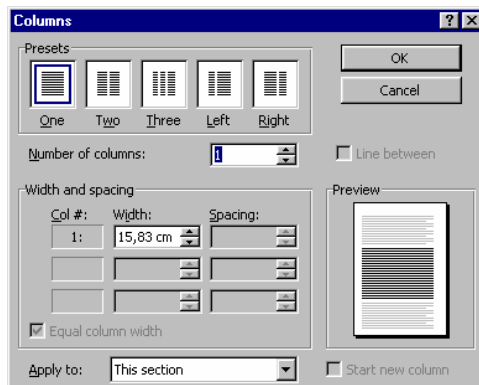 Columns
Presets
One Two Three Left Right
OK
Cancel
Number of columns: 1
Line between
Width and spacing
Col #: Width: Spacing:
1: 15,83 cm
Equal column width
Preview
Apply to: This section
Start new column